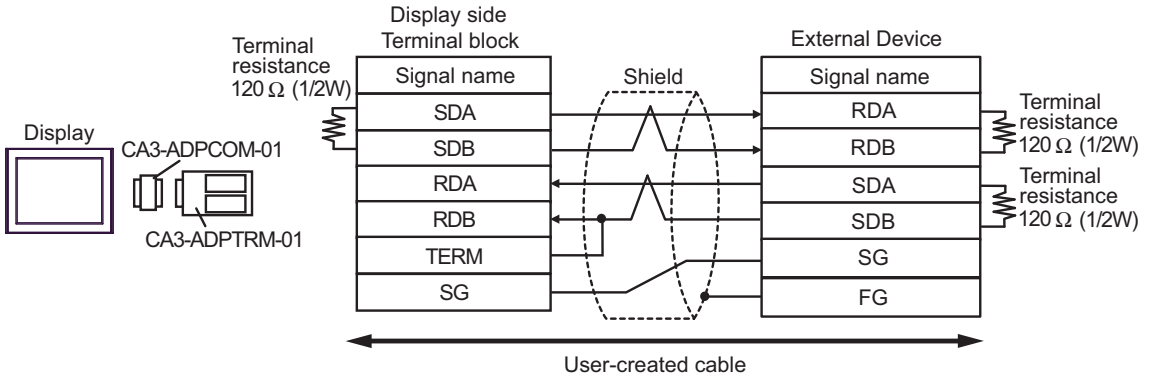 Display side
Terminal block
External Device
Terminal
resistance
120 Ω (1/2W)
Signal name
Shield
Signal name
SDA
RDA
Terminal
resistance
120 Ω (1/2W)
Display
CA3-ADPCOM-01
SDB
RDB
RDA
SDA
Terminal
resistance
120 Ω (1/2W)
RDB
SDB
CA3-ADPTRM-01
TERM
SG
SG
FG
User-created cable